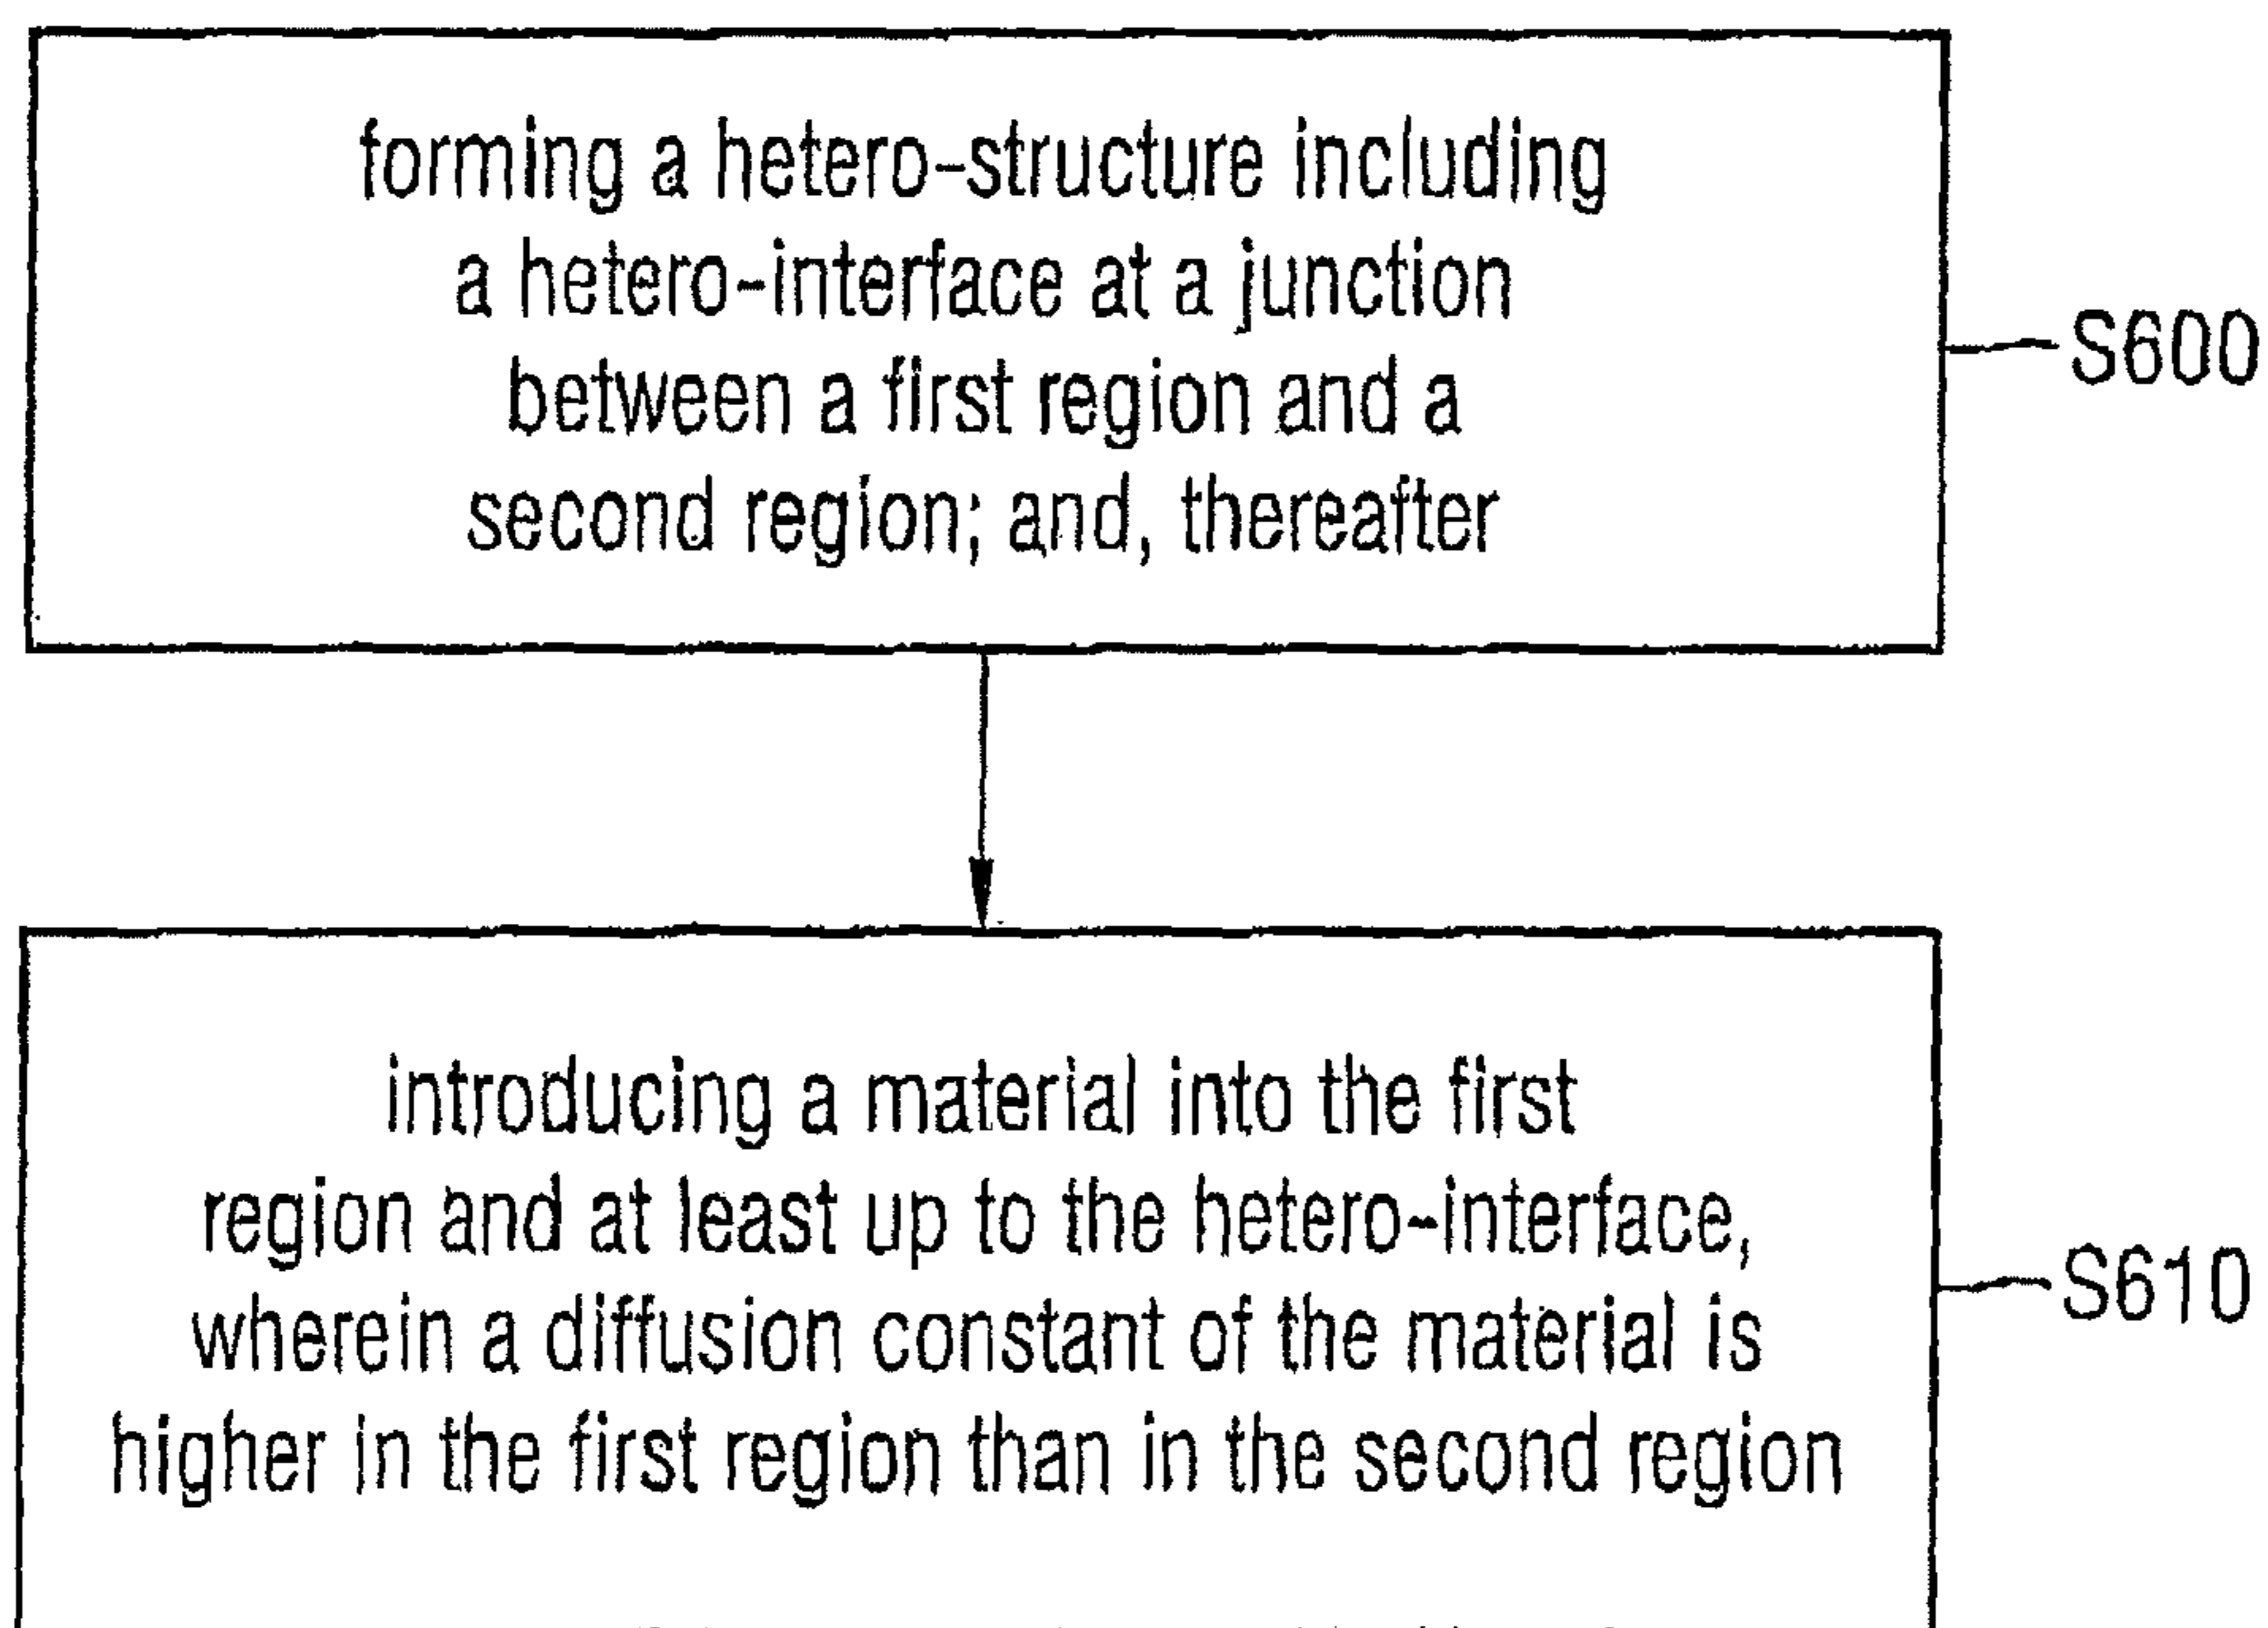 forming a hetero-structure including
a hetero-interface at a junction
between a first region and a
second region; and, thereafter
S600
introducing a material into the first
region and at least up to the hetero-interface,
wherein a diffusion constant of the material is
higher in the first region than in the second region
S610